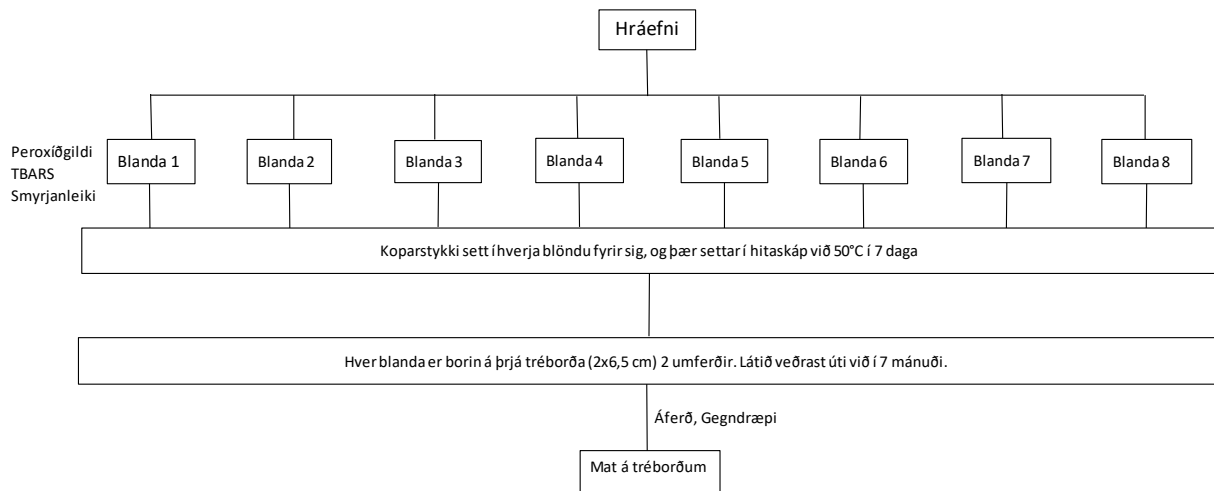 Hráefni
Peroxíðgildi
TBARS
Smyrjanleiki
Blanda 1
Blanda 2
Blanda 3
Blanda 4
Blanda 5
Blanda 6
Blanda 7
Blanda 8
Koparstykki sett í hverja blöndu fyrir sig, og þær settar í hitaskáp við 50°C í 7 daga
Hver blanda er borin á þrjá tréborða (2x6,5 cm) 2 umferðir. Látið veðrast úti við í 7 mánuði.
Áferð, Gegndræpi
Mat á tréborðum